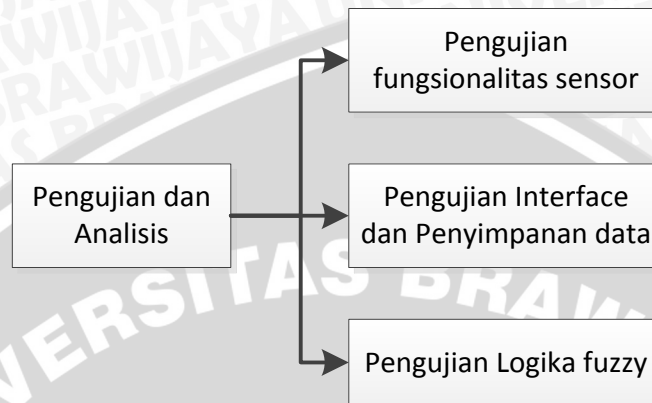 Pengujian
fungsionalitas sensor
Pengujian dan
Analisis
Pengujian Interface
dan Penyimpanan data
Pengujian Logika fuzzy